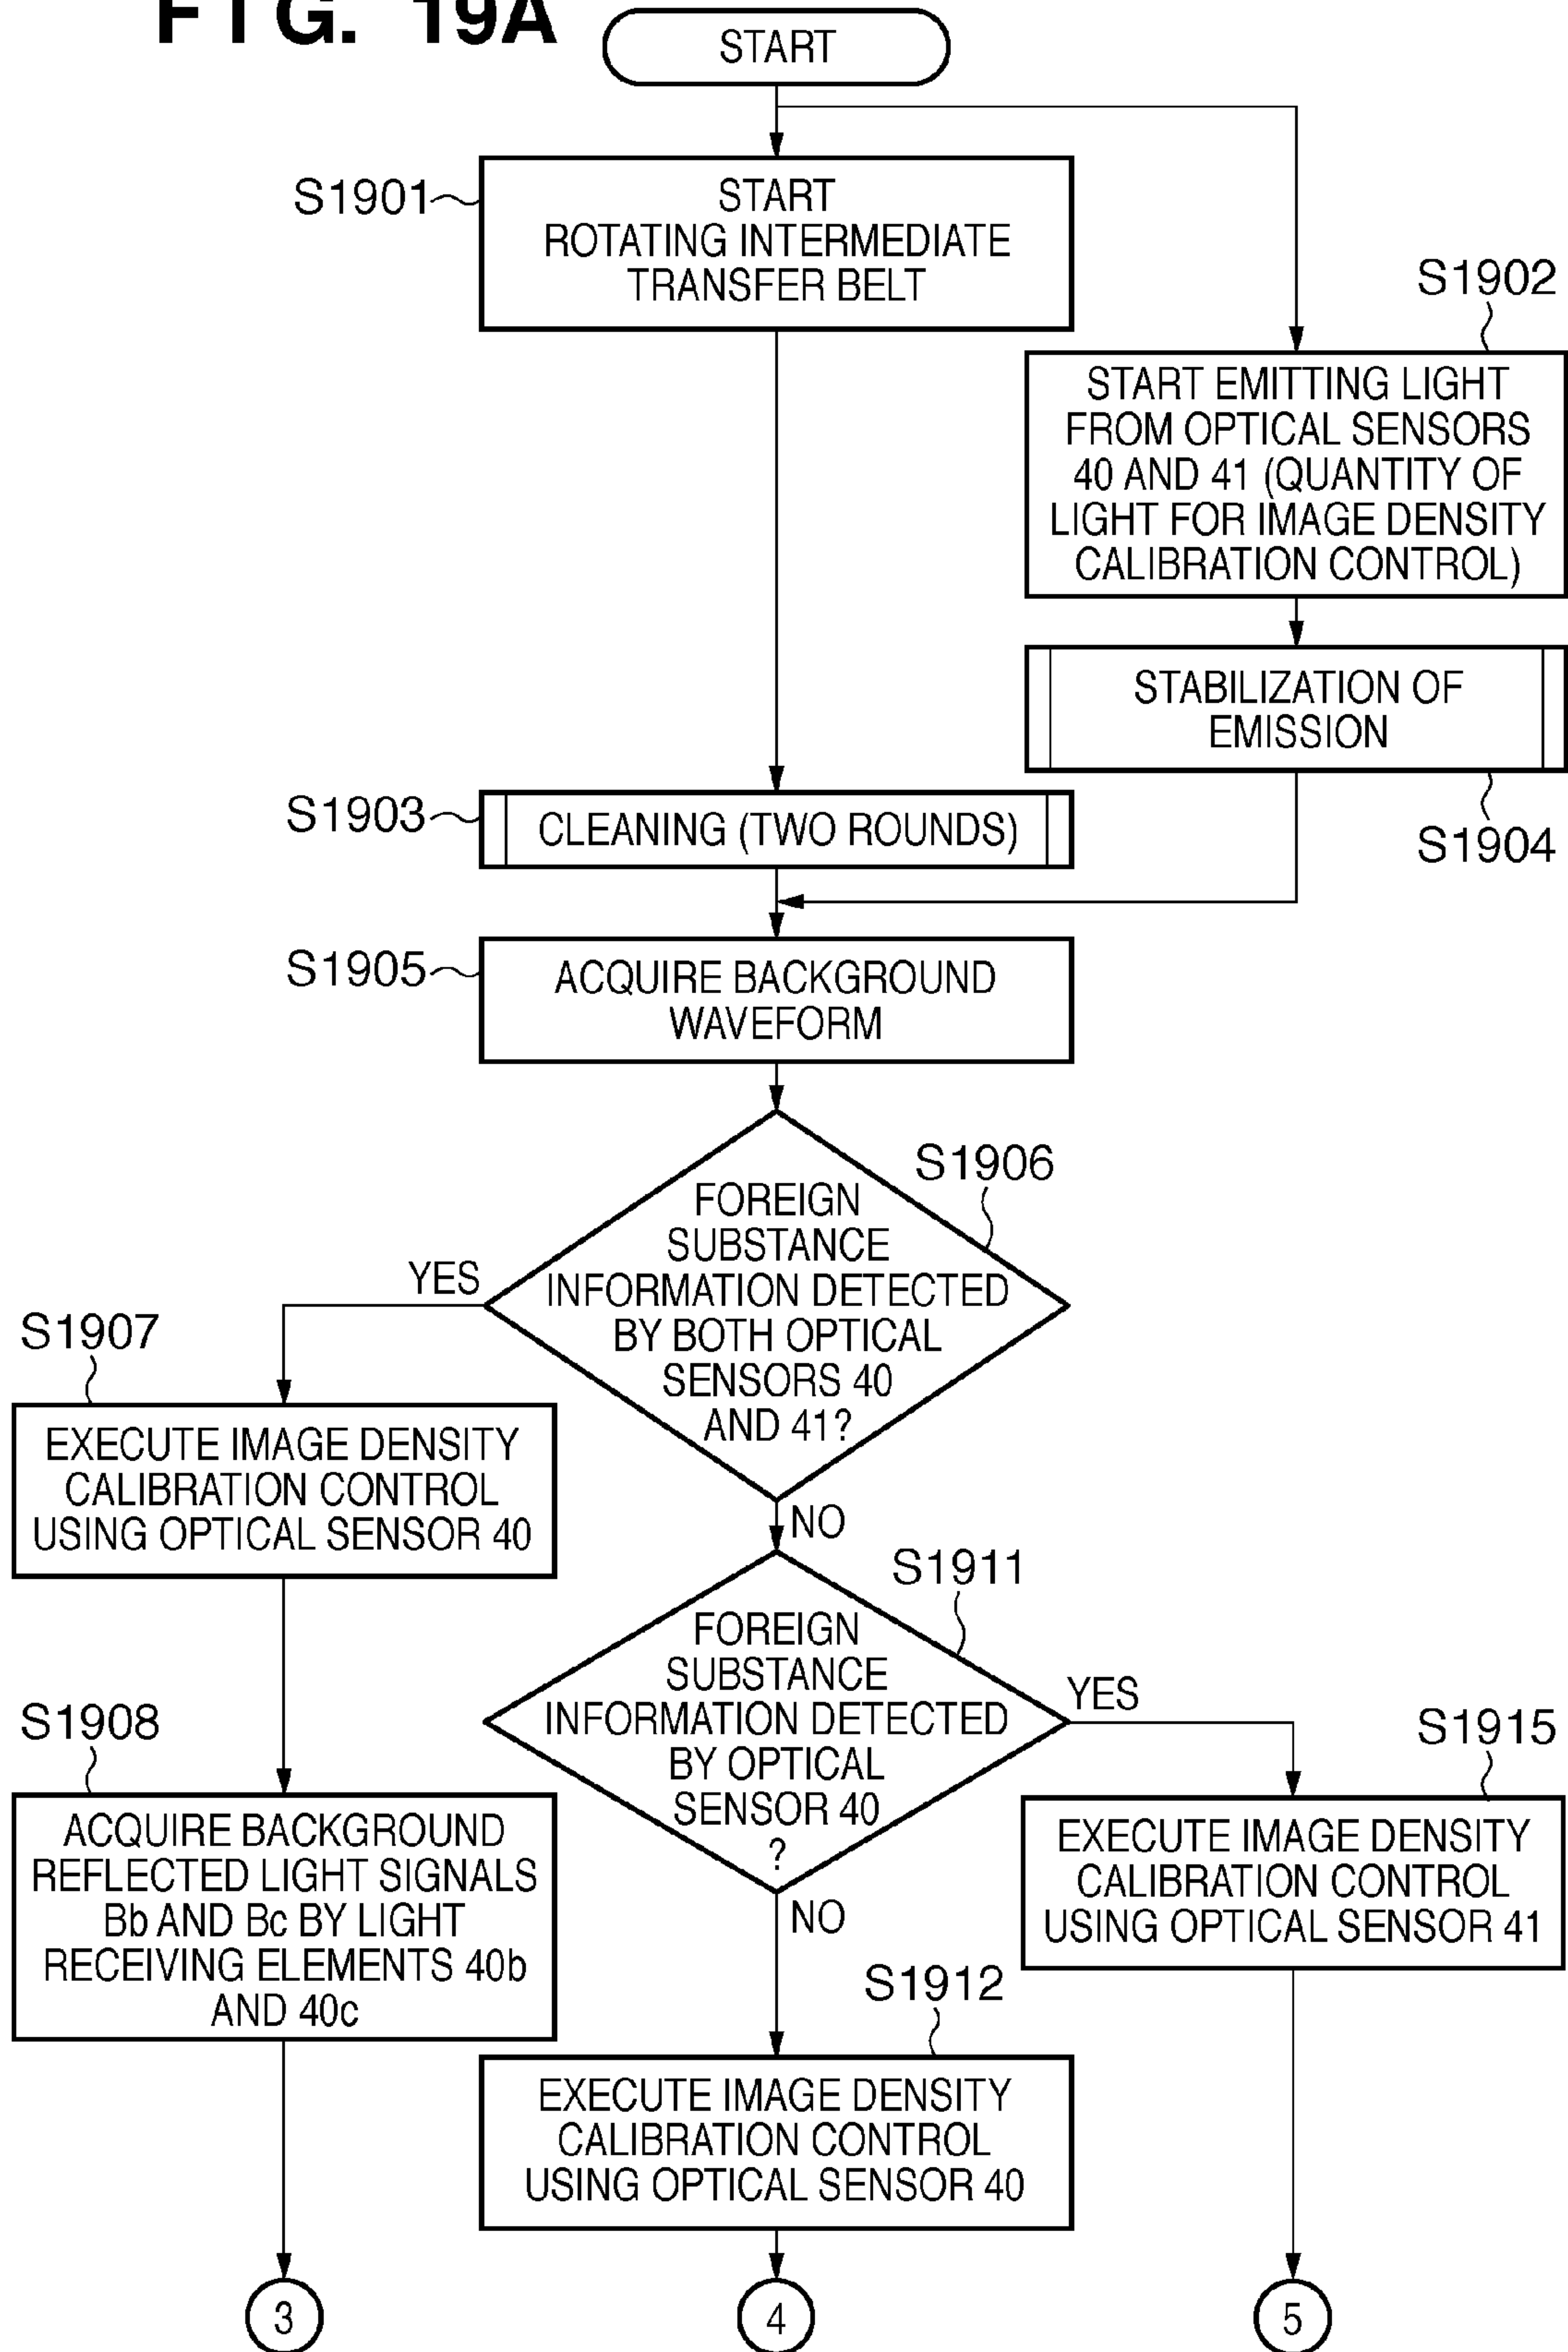 FIG. 19A
START
S1901
START
ROTATING INTERMEDIATE
TRANSFER BELT
S1902
START EMITTING LIGHT
FROM OPTICAL SENSORS
40 AND 41 (QUANTITY OF
LIGHT FOR IMAGE DENSITY
CALIBRATION CONTROL)
STABILIZATION OF
EMISSION
S1904
S1903
CLEANING (TWO ROUNDS)
S1905
ACQUIRE BACKGROUND
WAVEFORM
S1906
FOREIGN
SUBSTANCE
INFORMATION DETECTED
BY BOTH OPTICAL
SENSORS 40
AND 41?
YES
NO
S1907
EXECUTE IMAGE DENSITY
CALIBRATION CONTROL
USING OPTICAL SENSOR 40
S1911
FOREIGN
SUBSTANCE
INFORMATION DETECTED
BY OPTICAL
SENSOR 40
?
YES
NO
S1908
ACQUIRE BACKGROUND
REFLECTED LIGHT SIGNALS
Bb AND Bc BY LIGHT
RECEIVING ELEMENTS 40b
AND 40c
S1915
EXECUTE IMAGE DENSITY
CALIBRATION CONTROL
USING OPTICAL SENSOR 41
S1912
EXECUTE IMAGE DENSITY
CALIBRATION CONTROL
USING OPTICAL SENSOR 40
3
4
5